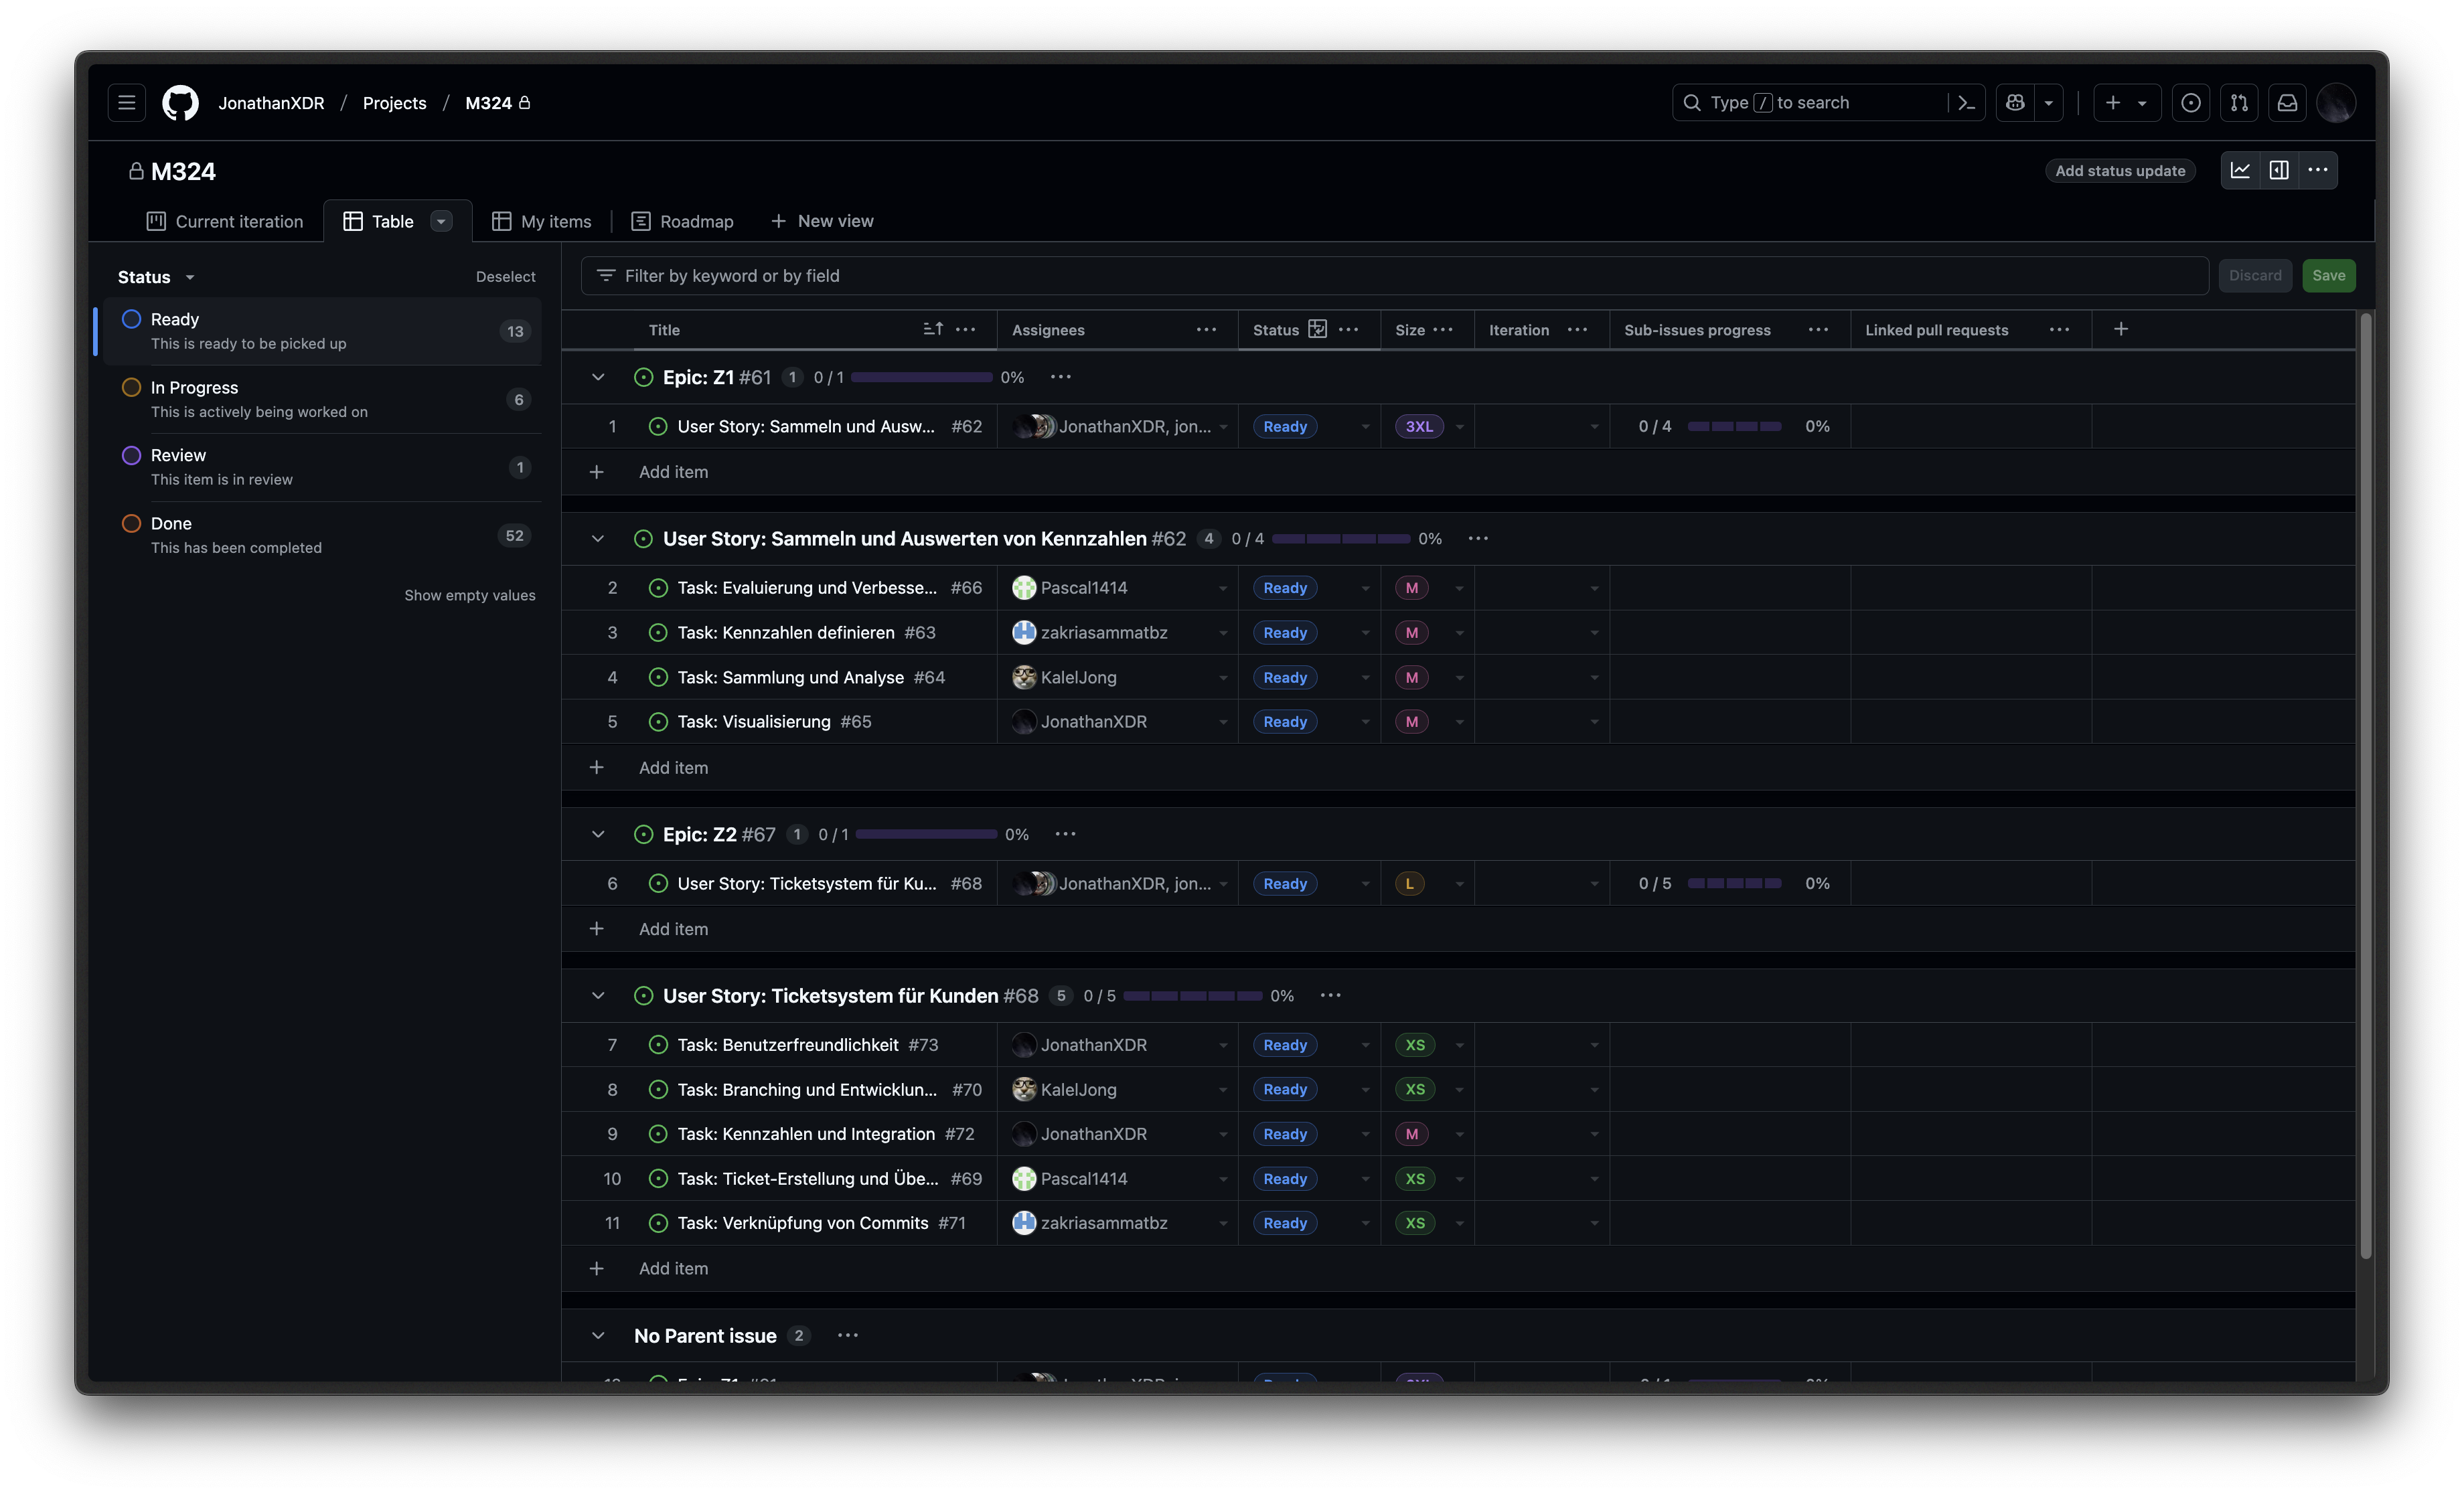 JonathanXDR / Projects / M324
Type / to search
M324
Add status update
Current iteration
Table
My items
Roadmap
New view
Status
Deselect
Ready
This is ready to be picked up
13
In Progress
This is actively being worked on
6
Review
This item is in review
1
Done
This has been completed
52
Show empty values
Filter by keyword or by field
Discard
Save
Title Assignees Status Size Iteration Sub-issues progress Linked pull requests
Epic: Z1 #61 1 0 / 1 0%
1 User Story: Sammeln und Ausw... #62 JonathanXDR, jon... Ready 3XL 0 / 4 0%
Add item
User Story: Sammeln und Auswerten von Kennzahlen #62 4 0 / 4 0%
2 Task: Evaluierung und Verbesse... #66 Pascal1414 Ready M
3 Task: Kennzahlen definieren #63 zakriasammatbz Ready M
4 Task: Sammlung und Analyse #64 KalelJong Ready M
5 Task: Visualisierung #65 JonathanXDR Ready M
Add item
Epic: Z2 #67 1 0 / 1 0%
6 User Story: Ticketsystem für Ku... #68 JonathanXDR, jon... Ready L 0 / 5 0%
Add item
User Story: Ticketsystem für Kunden #68 5 0 / 5 0%
7 Task: Benutzerfreundlichkeit #73 JonathanXDR Ready XS
8 Task: Branching und Entwicklun... #70 KalelJong Ready XS
9 Task: Kennzahlen und Integration #72 JonathanXDR Ready M
10 Task: Ticket-Erstellung und Übe... #69 Pascal1414 Ready XS
11 Task: Verknüpfung von Commits #71 zakriasammatbz Ready XS
Add item
No Parent issue 2